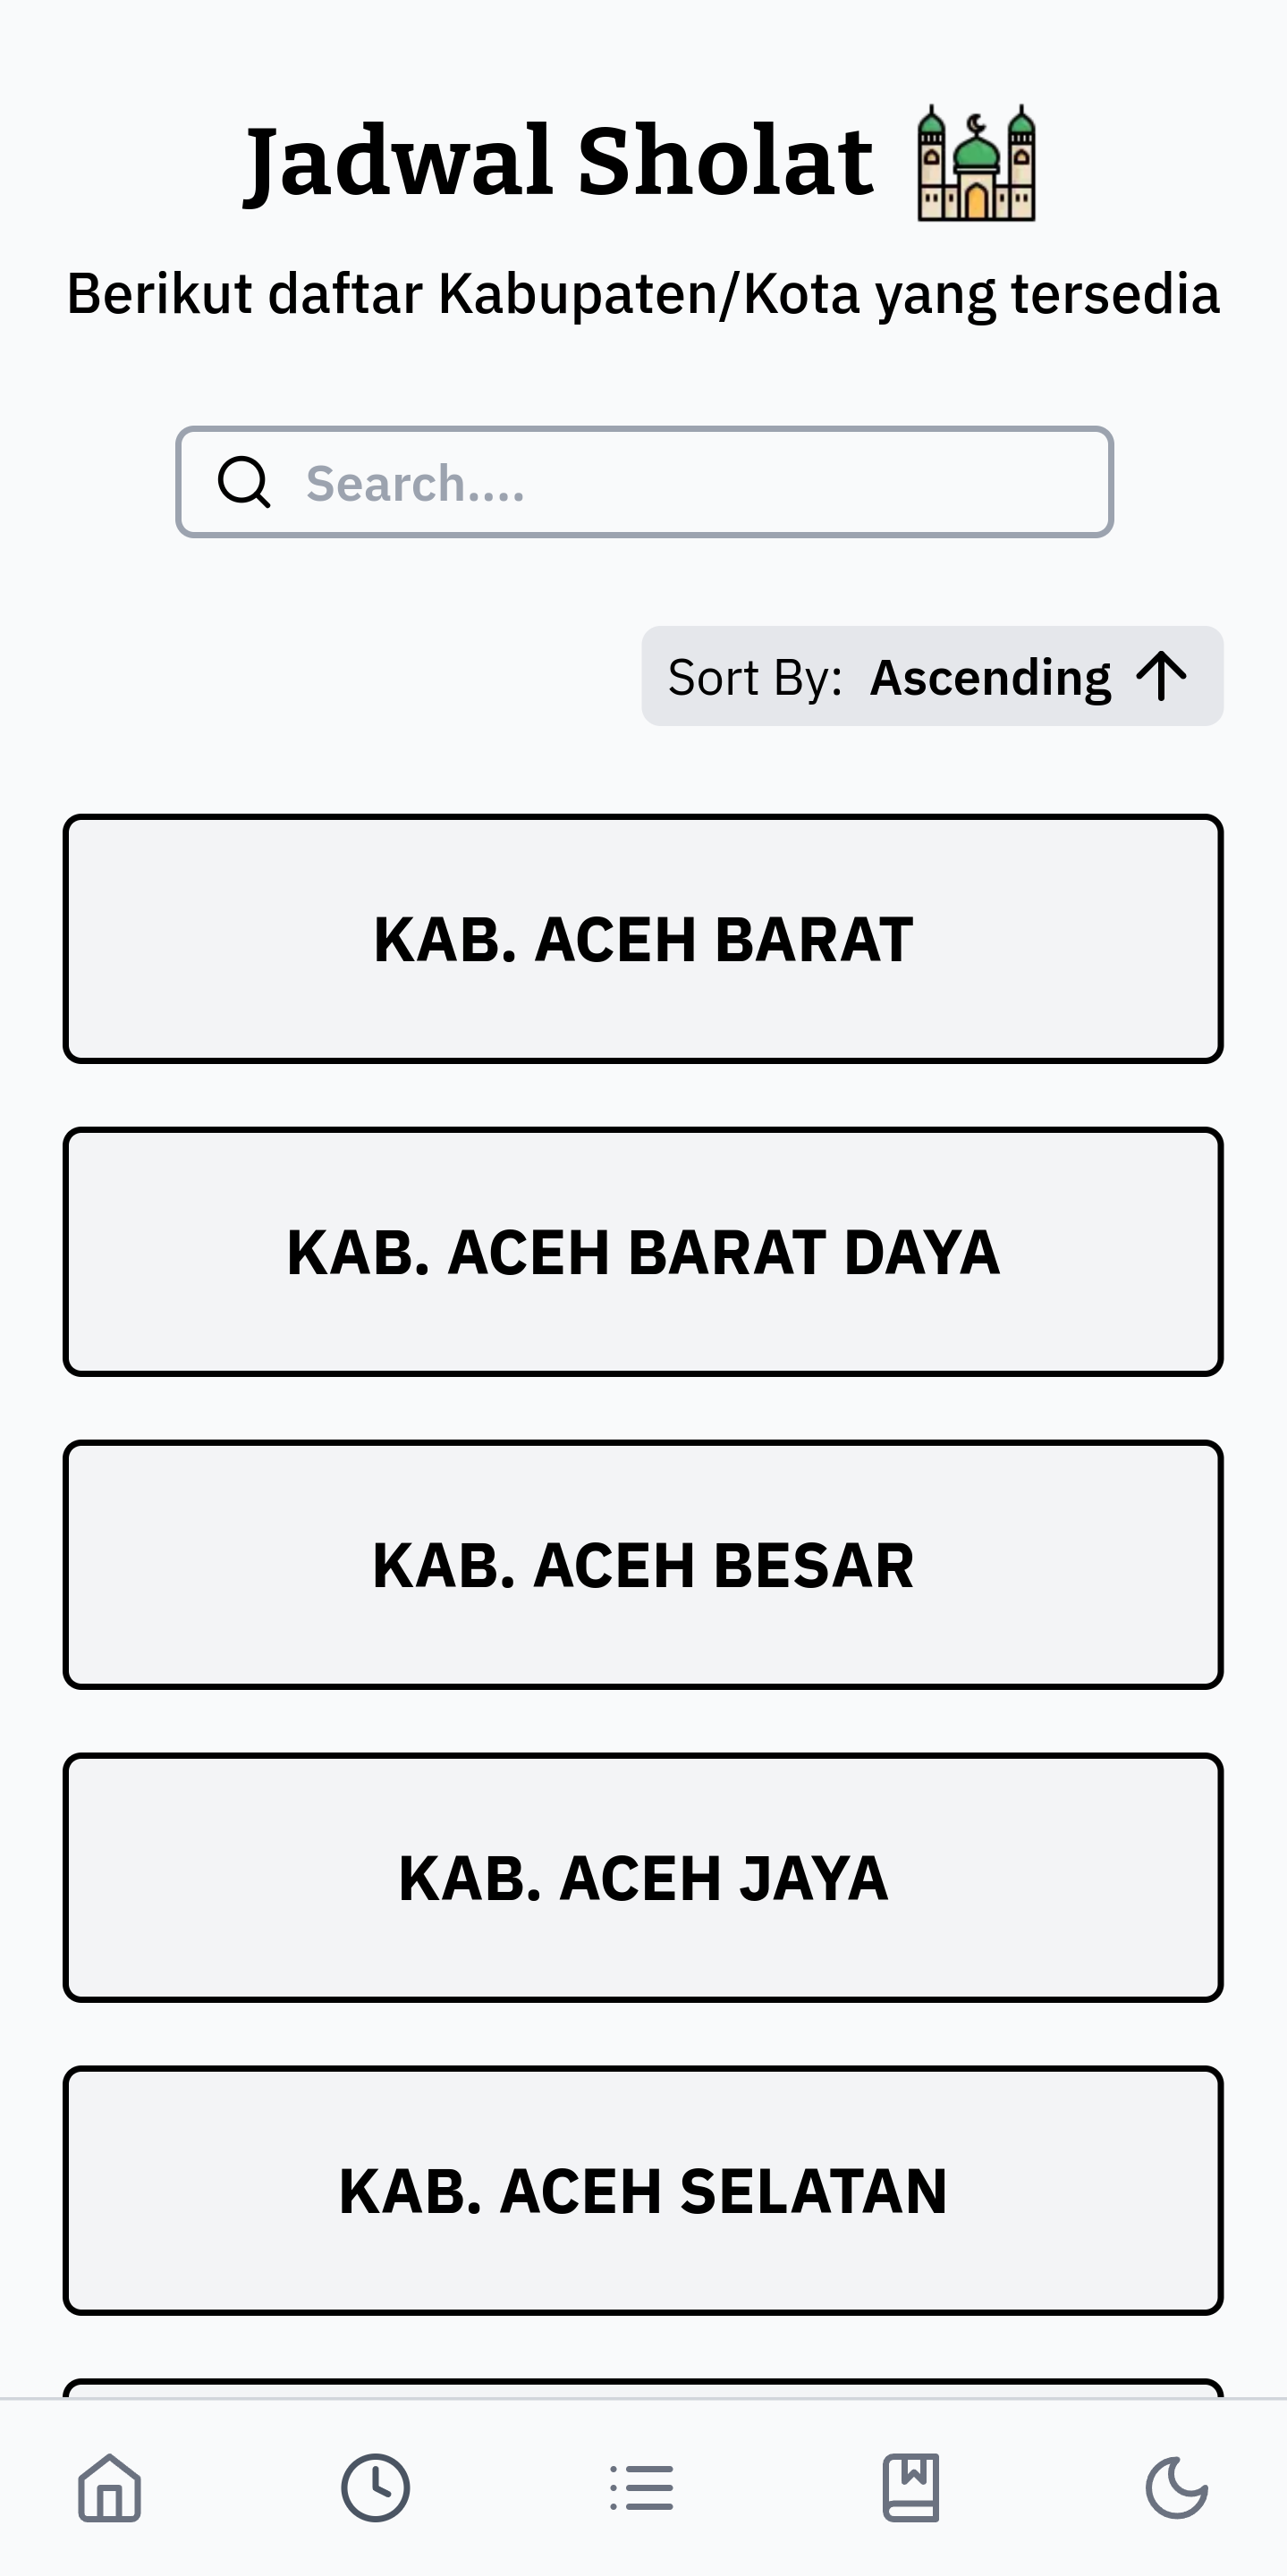 Jadwal Sholat
Berikut daftar Kabupaten/Kota yang tersedia
Search....
Sort By: Ascending
KAB. ACEH BARAT
KAB. ACEH BARAT DAYA
KAB. ACEH BESAR
KAB. ACEH JAYA
KAB. ACEH SELATAN